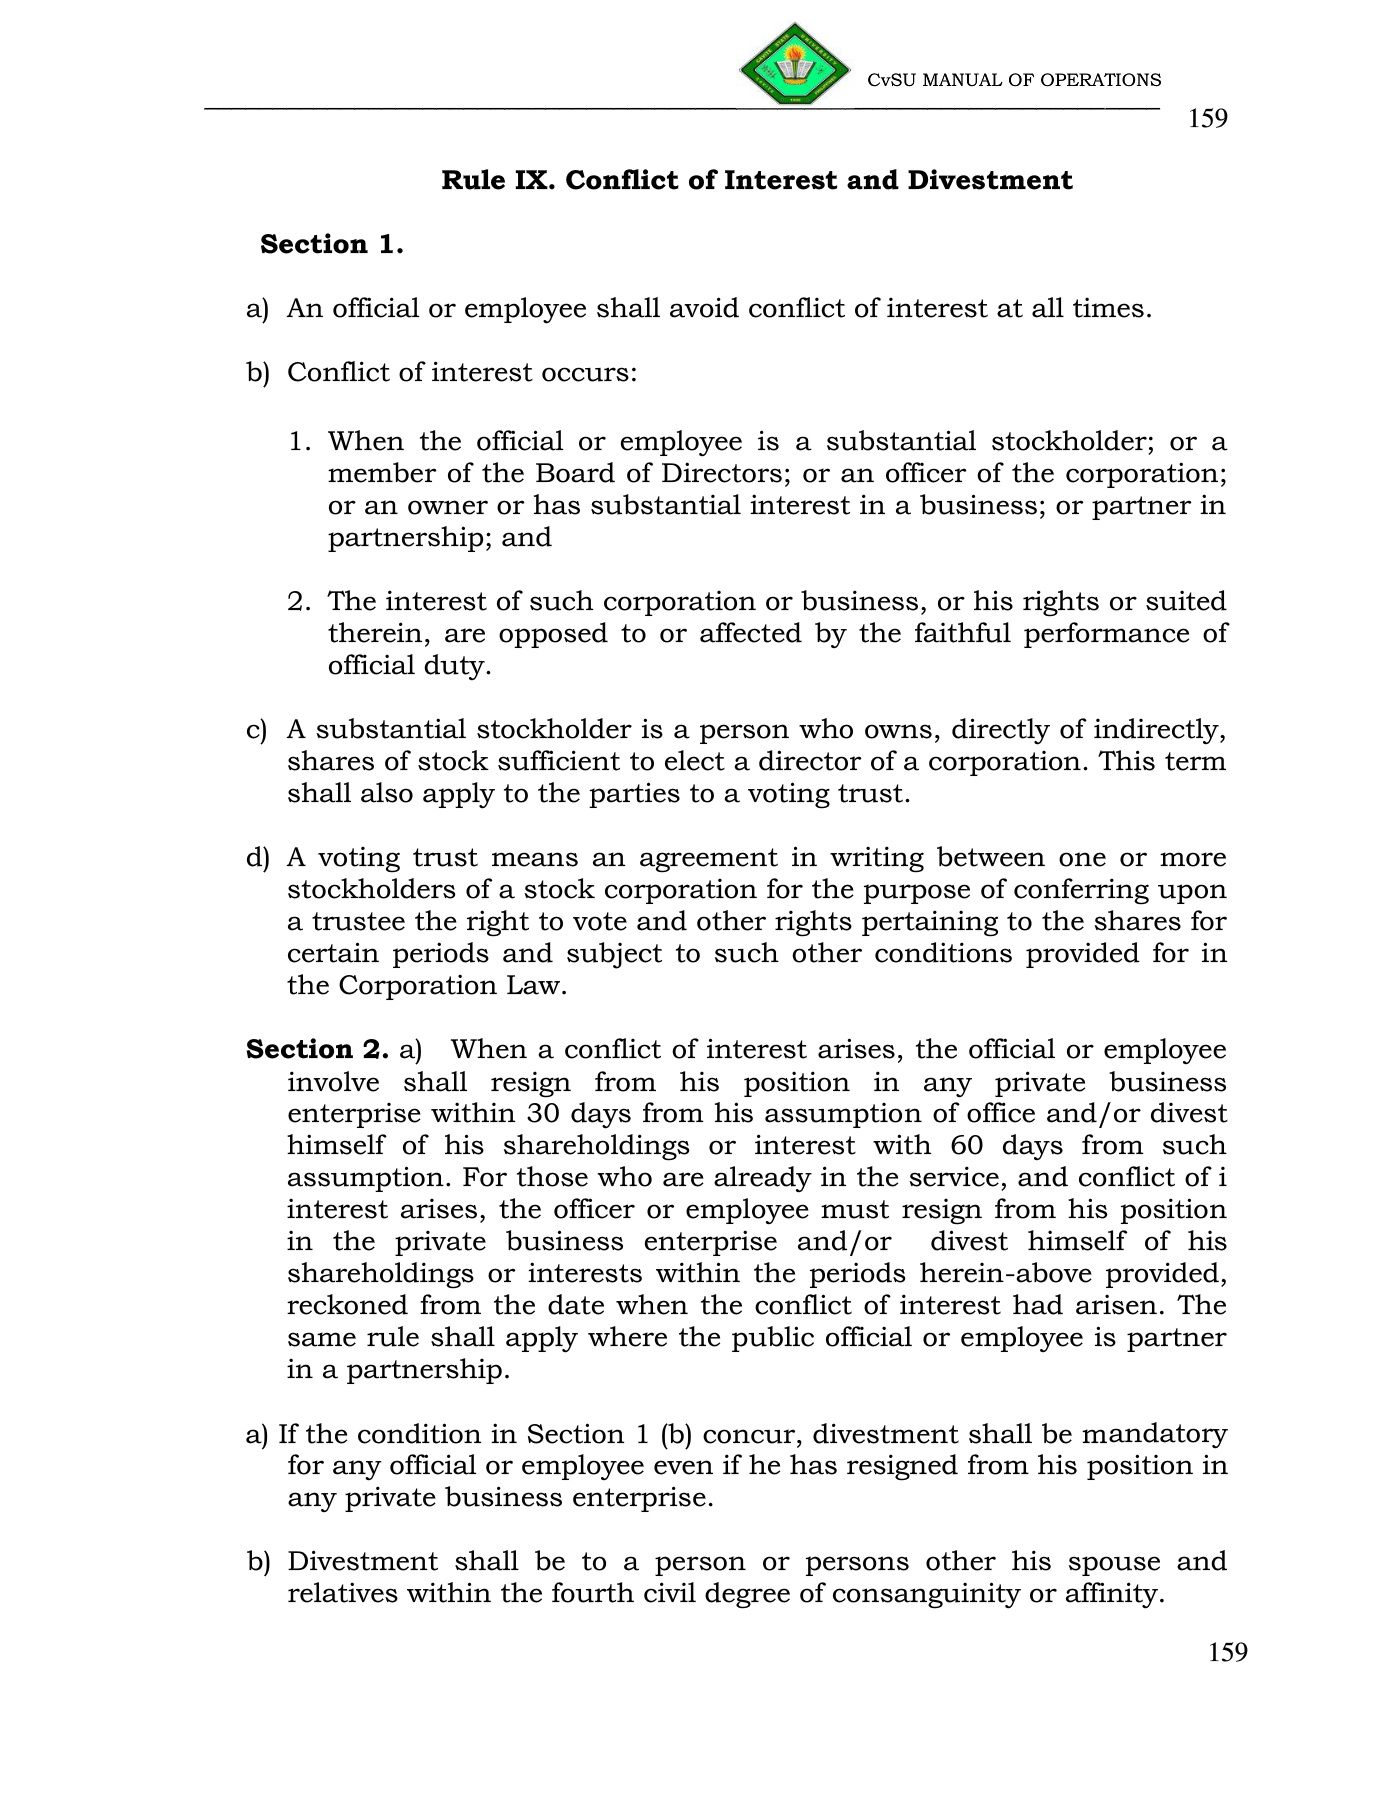 CvSU MANUAL OF OPERATIONS
159
Rule IX. Conflict of Interest and Divestment
Section 1.
a) An official or employee shall avoid conflict of interest at all times.
b) Conflict of interest occurs:
1. When the official or employee is a substantial stockholder; or a
member of the Board of Directors; or an officer of the corporation;
or an owner or has substantial interest in a business; or partner in
partnership; and
2. The interest of such corporation or business, or his rights or suited
therein, are opposed to or affected by the faithful performance of
official duty.
c) A substantial stockholder is a person who owns, directly of indirectly,
shares of stock sufficient to elect a director of a corporation. This term
shall also apply to the parties to a voting trust.
d) A voting trust means an agreement in writing between one or more
stockholders of a stock corporation for the purpose of conferring upon
a trustee the right to vote and other rights pertaining to the shares for
certain periods and subject to such other conditions provided for in
the Corporation Law.
Section 2. a) When a conflict of interest arises, the official or employee
involve shall resign from his position in any private business
enterprise within 30 days from his assumption of office and/or divest
himself of his shareholdings or interest with 60 days from such
assumption. For those who are already in the service, and conflict of i
interest arises, the officer or employee must resign from his position
in the private business enterprise and/or divest himself of his
shareholdings or interests within the periods herein-above provided,
reckoned from the date when the conflict of interest had arisen. The
same rule shall apply where the public official or employee is partner
in a partnership.
a) If the condition in Section 1 (b) concur, divestment shall be mandatory
for any official or employee even if he has resigned from his position in
any private business enterprise.
b) Divestment shall be to a person or persons other his spouse and
relatives within the fourth civil degree of consanguinity or affinity.
159